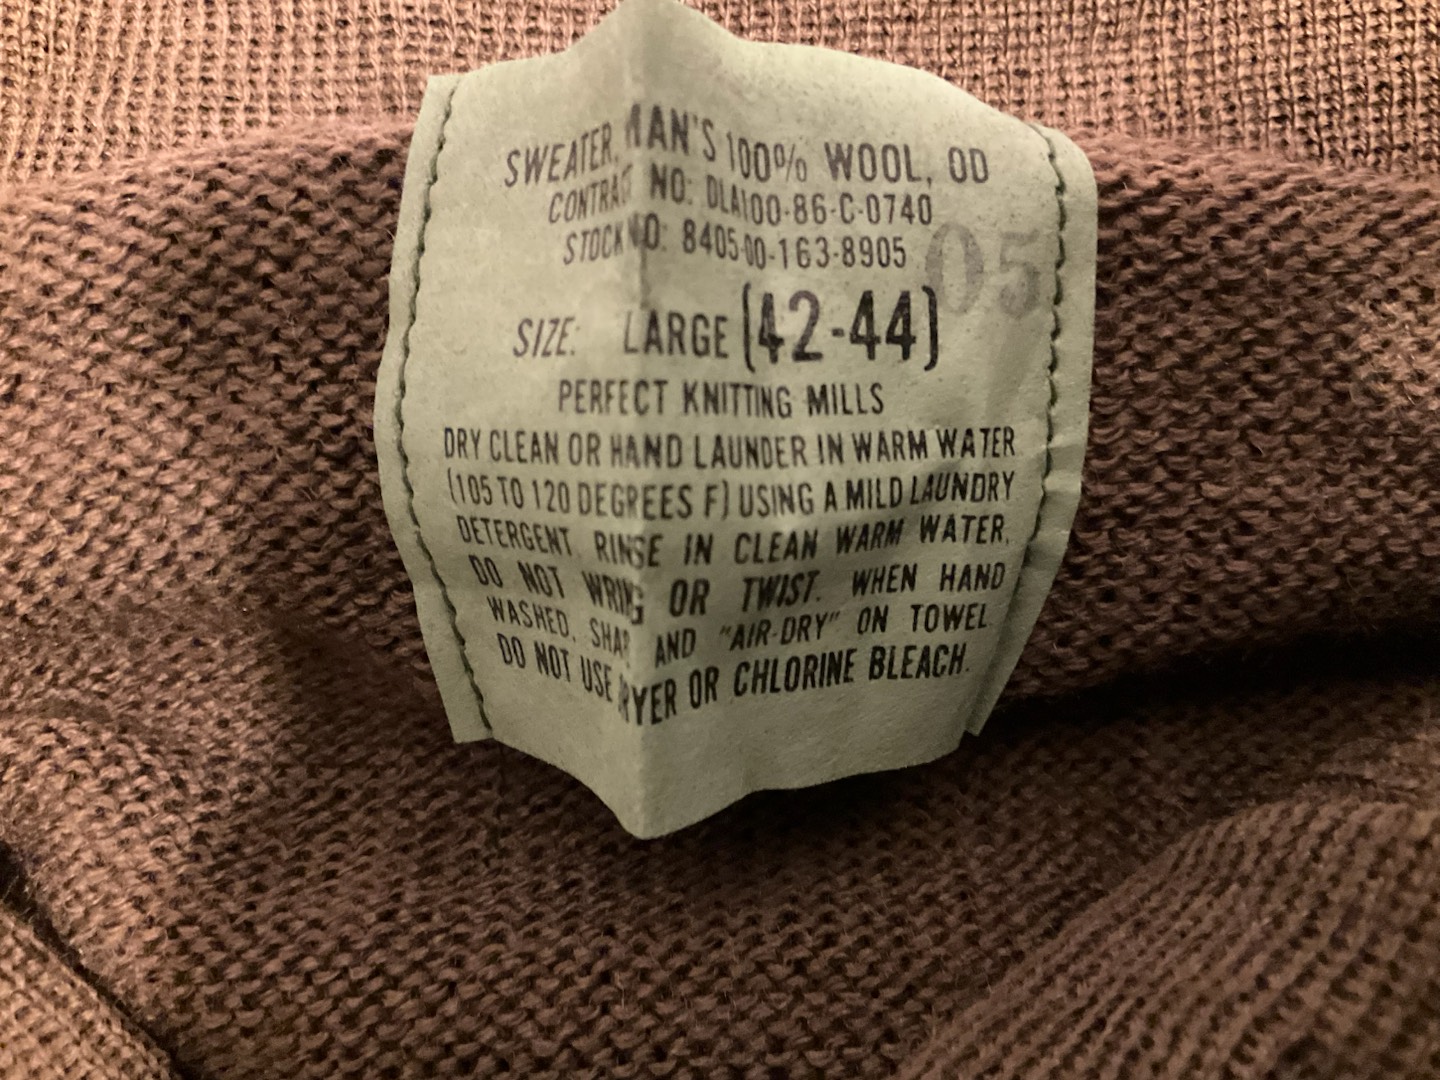 SWEATER, MAN'S 100% WOOL, OD
CONTRACT NO: DLA100-86-C-0740
STOCK NO: 8405-00-163-8905
05
SIZE: LARGE (42-44)
PERFECT KNITTING MILLS
DRY CLEAN OR HAND LAUNDER IN WARM WATER
(105 TO 120 DEGREES F) USING A MILD LAUNDRY
DETERGENT. RINSE IN CLEAN WARM WATER.
DO NOT WRING OR TWIST. WHEN HAND
WASHED, SHAPE AND "AIR-DRY" ON TOWEL
DO NOT USE DRYER OR CHLORINE BLEACH.